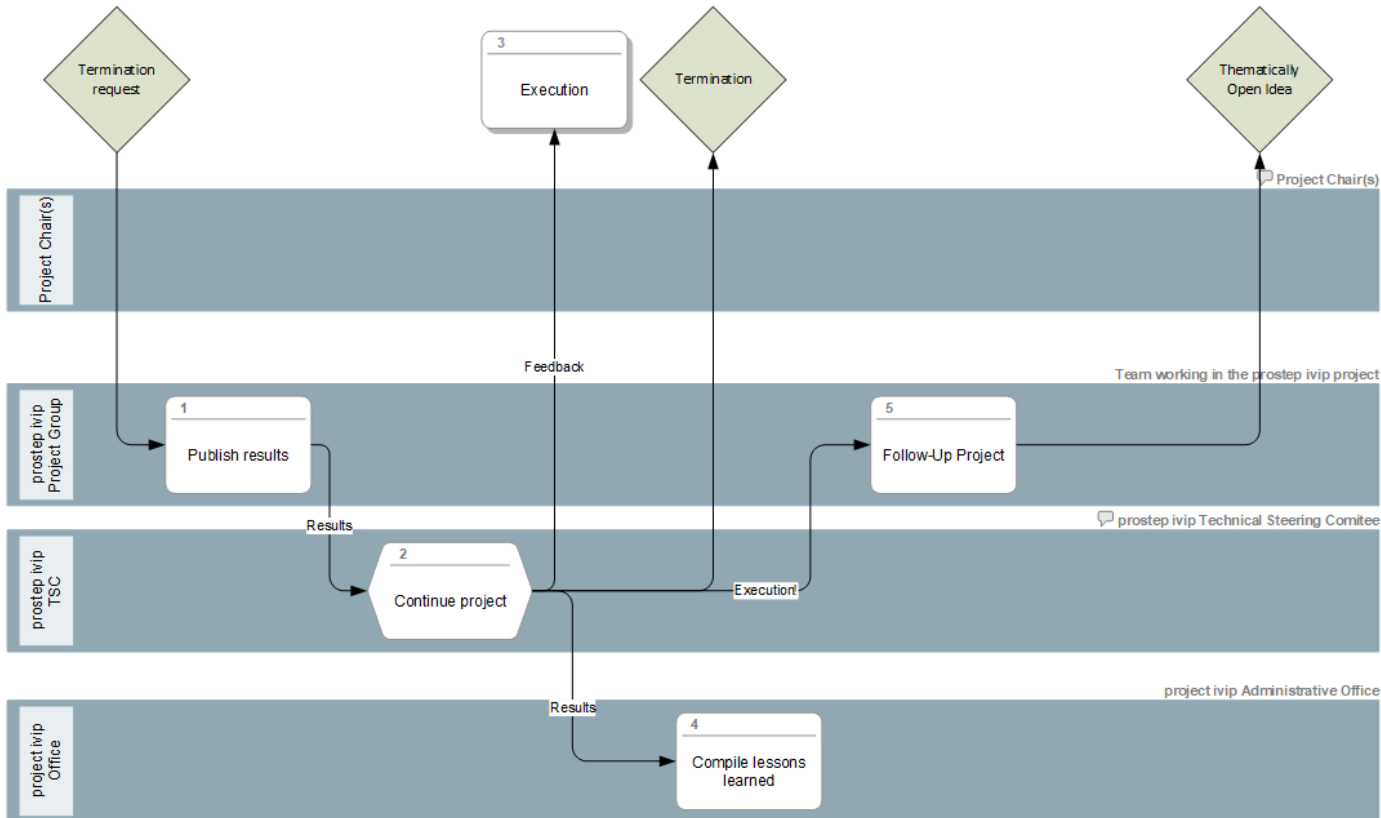 Termination
request
3
Execution
Termination
Thematically
Open Idea
Project Chair(s)
Project Chair(s)
Feedback
Team working in the prostep ivip project
prostep ivip
Project Group
1
Publish results
5
Follow-Up Project
Results
prostep ivip Technical Steering Comitee
prostep ivip
TSC
2
Continue project
Execution!
project ivip Administrative Office
Results
project ivip
Office
4
Compile lessons
learned